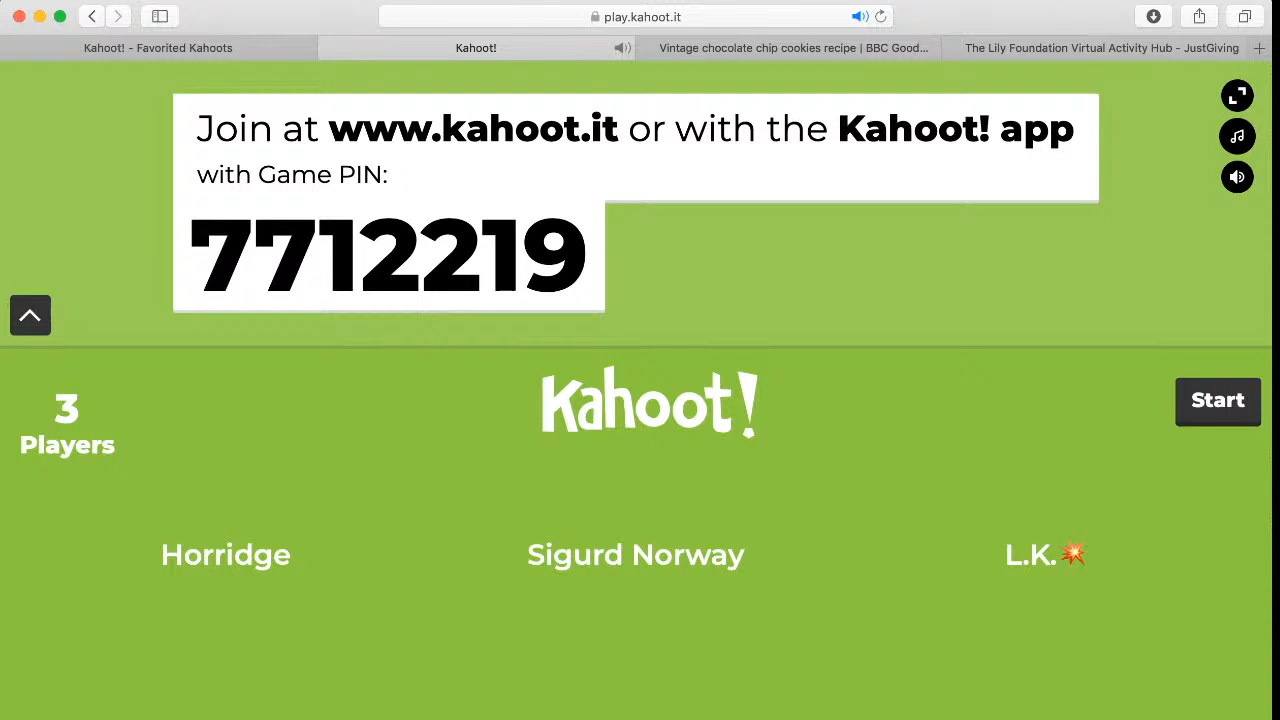 play.kahoot.it
Kahoot! - Favorited Kahoots
Kahoot!
Vintage chocolate chip cookies recipe | BBC Good...
The Lily Foundation Virtual Activity Hub - JustGiving
Join at www.kahoot.it or with the Kahoot! app
with Game PIN:
7712219
3
Players
Kahoot!
Start
Horridge
Sigurd Norway
L.K.💥